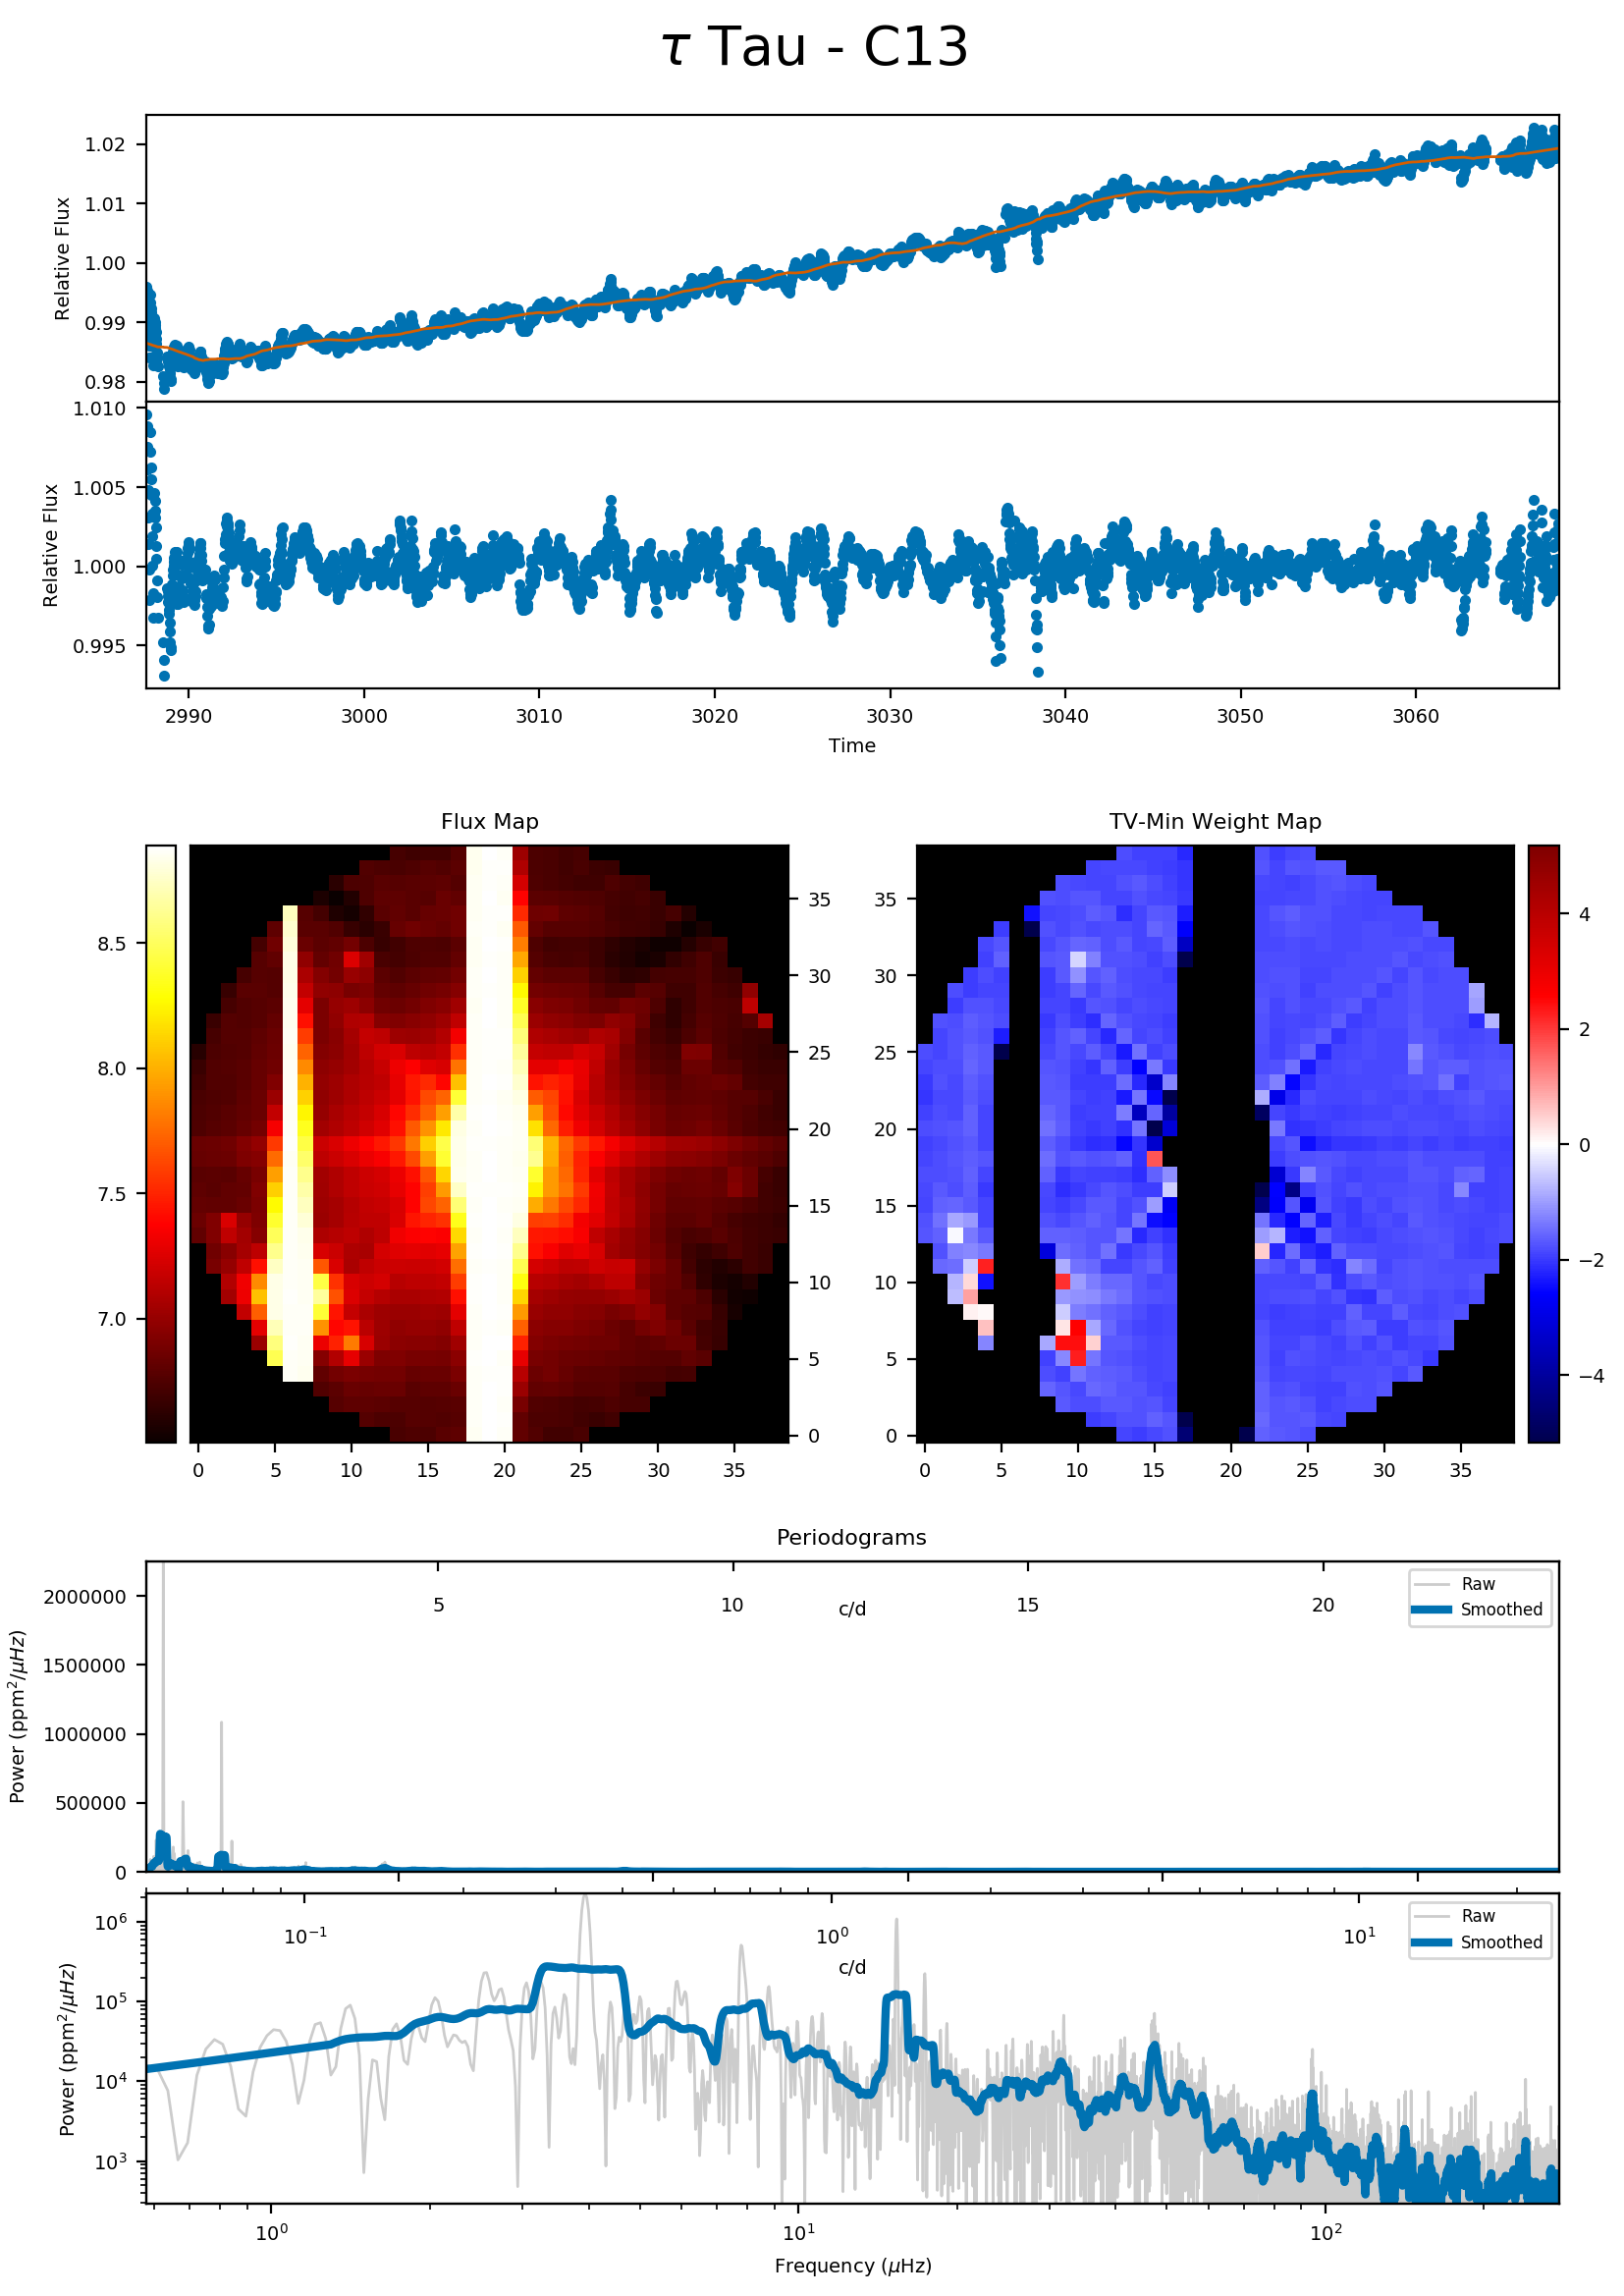 τ Tau - C13
1.02
1.01
1.00
0.99
0.98
Relative Flux
1.010
1.005
1.000
0.995
Relative Flux
2990 3000 3010 3020 3030 3040 3050 3060
Time
Flux Map
TV-Min Weight Map
8.5
8.0
7.5
7.0
35
30
25
20
15
10
5
0
0 5 10 15 20 25 30 35
35
30
25
20
15
10
5
0
0 5 10 15 20 25 30 35
4
2
0
−2
−4
Periodograms
2000000
1500000
1000000
500000
0
Power (ppm²/μHz)
5 10 15 20
c/d
Raw
Smoothed
10⁶
10⁵
10⁴
10³
Power (ppm²/μHz)
10⁻¹ 10⁰ 10¹
c/d
Raw
Smoothed
10⁰ 10¹ 10²
Frequency (μHz)